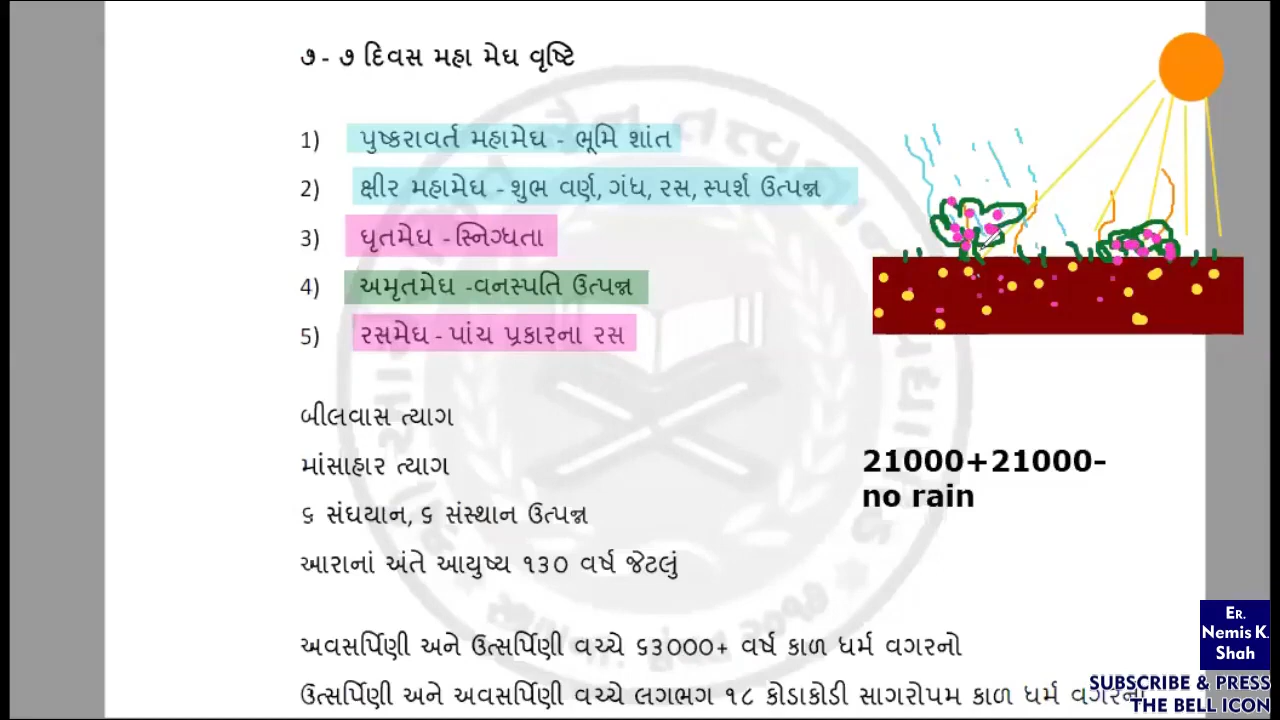 ૭ - ૭ દિવસ મહા મેઘ વૃષ્ટિ
1) પુષ્કરાવર્ત મહામેઘ - ભૂમિ શાંત
2) ક્ષીર મહામેઘ - શુભ વર્ણ, ગંધ, રસ, સ્પર્શ ઉત્પન્ન
3) ધૃતમેઘ - સ્નિગ્ધતા
4) અમૃતમેઘ -વનસ્પતિ ઉત્પન્ન
5) રસમેઘ - પાંચ પ્રકારના રસ
બીલવાસ ત્યાગ
માંસાહાર ત્યાગ
21000+21000-
no rain
૬ સંઘયાન, ૬ સંસ્થાન ઉત્પન્ન
આરાનાં અંતે આયુષ્ય ૧૩૦ વર્ષ જેટલું
અવસર્પિણી અને ઉત્સર્પિણી વચ્ચે ૬૩૦૦૦+ વર્ષ કાળ ધર્મ વગરનો
ઉત્સર્પિણી અને અવસર્પિણી વચ્ચે લગભગ ૧૮ કોડાકોડી સાગરોપમ કાળ ધર્મ વગરનો
ER.
Nemis K.
Shah
SUBSCRIBE & PRESS
THE BELL ICON